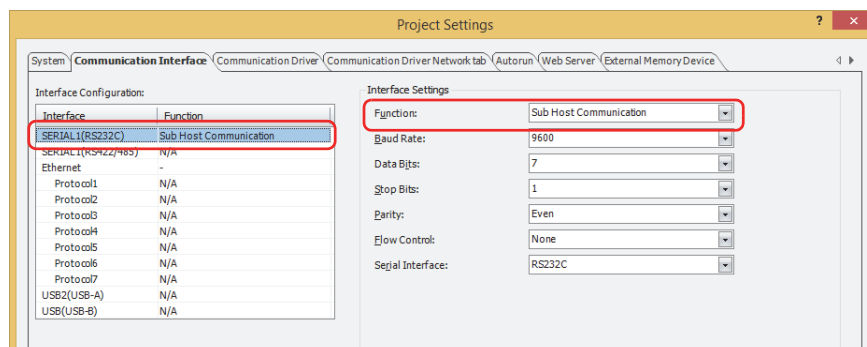 Project Settings
? ×
System Communication Interface Communication Driver Communication Driver Network tab Autorun Web Server External Memory Device
Interface Configuration:
Interface Function
SERIAL1(RS232C) Sub Host Communication
SERIAL1(RS422/485) N/A
Ethernet -
Protocol1 N/A
Protocol2 N/A
Protocol3 N/A
Protocol4 N/A
Protocol5 N/A
Protocol6 N/A
Protocol7 N/A
USB2(USB-A) N/A
USB(USB-B) N/A
Interface Settings
Function: Sub Host Communication
Baud Rate: 9600
Data Bits: 7
Stop Bits: 1
Parity: Even
Flow Control: None
Serial Interface: RS232C